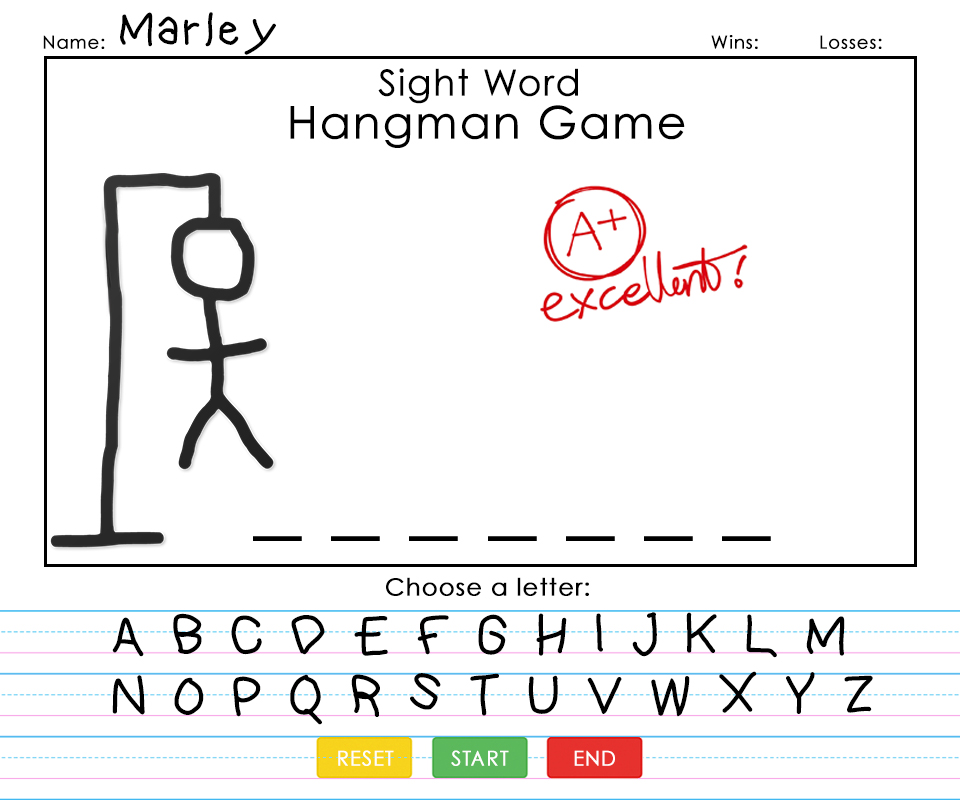 Name: Marley Wins: Losses:
Sight Word
Hangman Game
A+
excellent!
Choose a letter:
A B C D E F G H I J K L M
N O P Q R S T U V W X Y Z
RESET START END